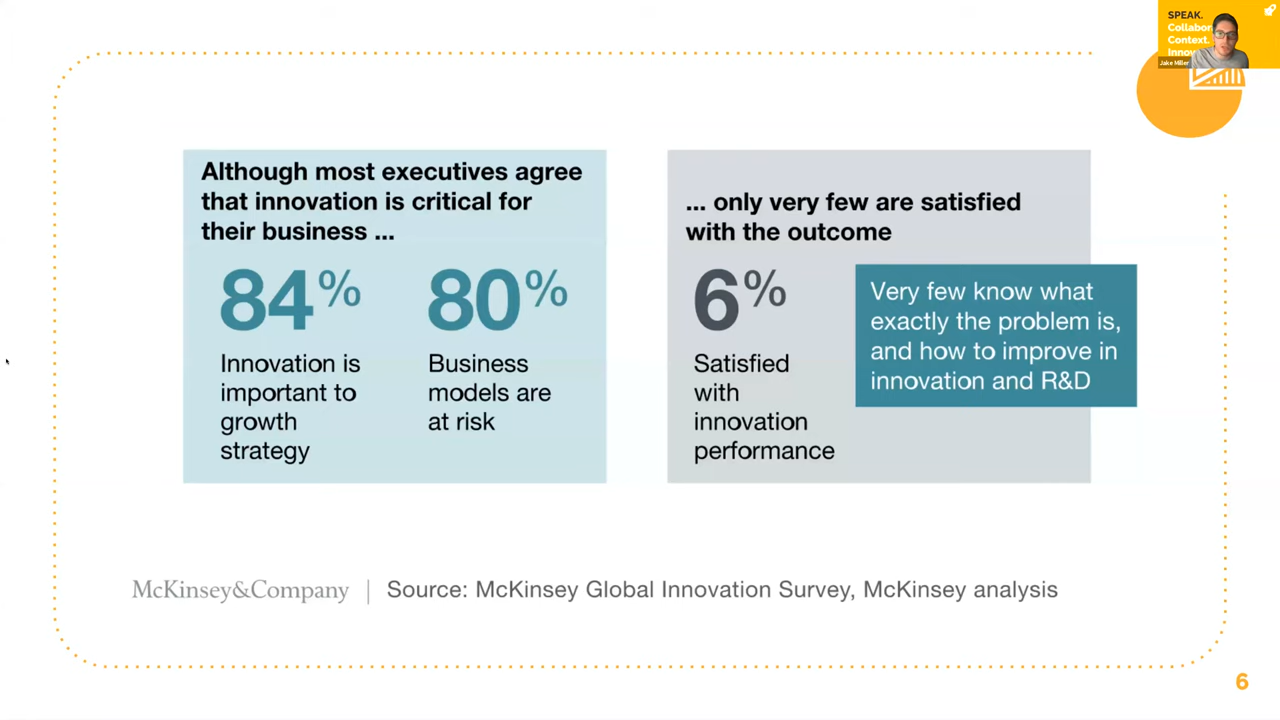 SPEAK.
Context.
Although most executives agree
that innovation is critical for
their business ...
84%
Innovation is
important to
growth
strategy
80%
Business
models are
at risk
... only very few are satisfied
with the outcome
6%
Satisfied
with
innovation
performance
Very few know what
exactly the problem is,
and how to improve in
innovation and R&D
McKinsey&Company | Source: McKinsey Global Innovation Survey, McKinsey analysis
6